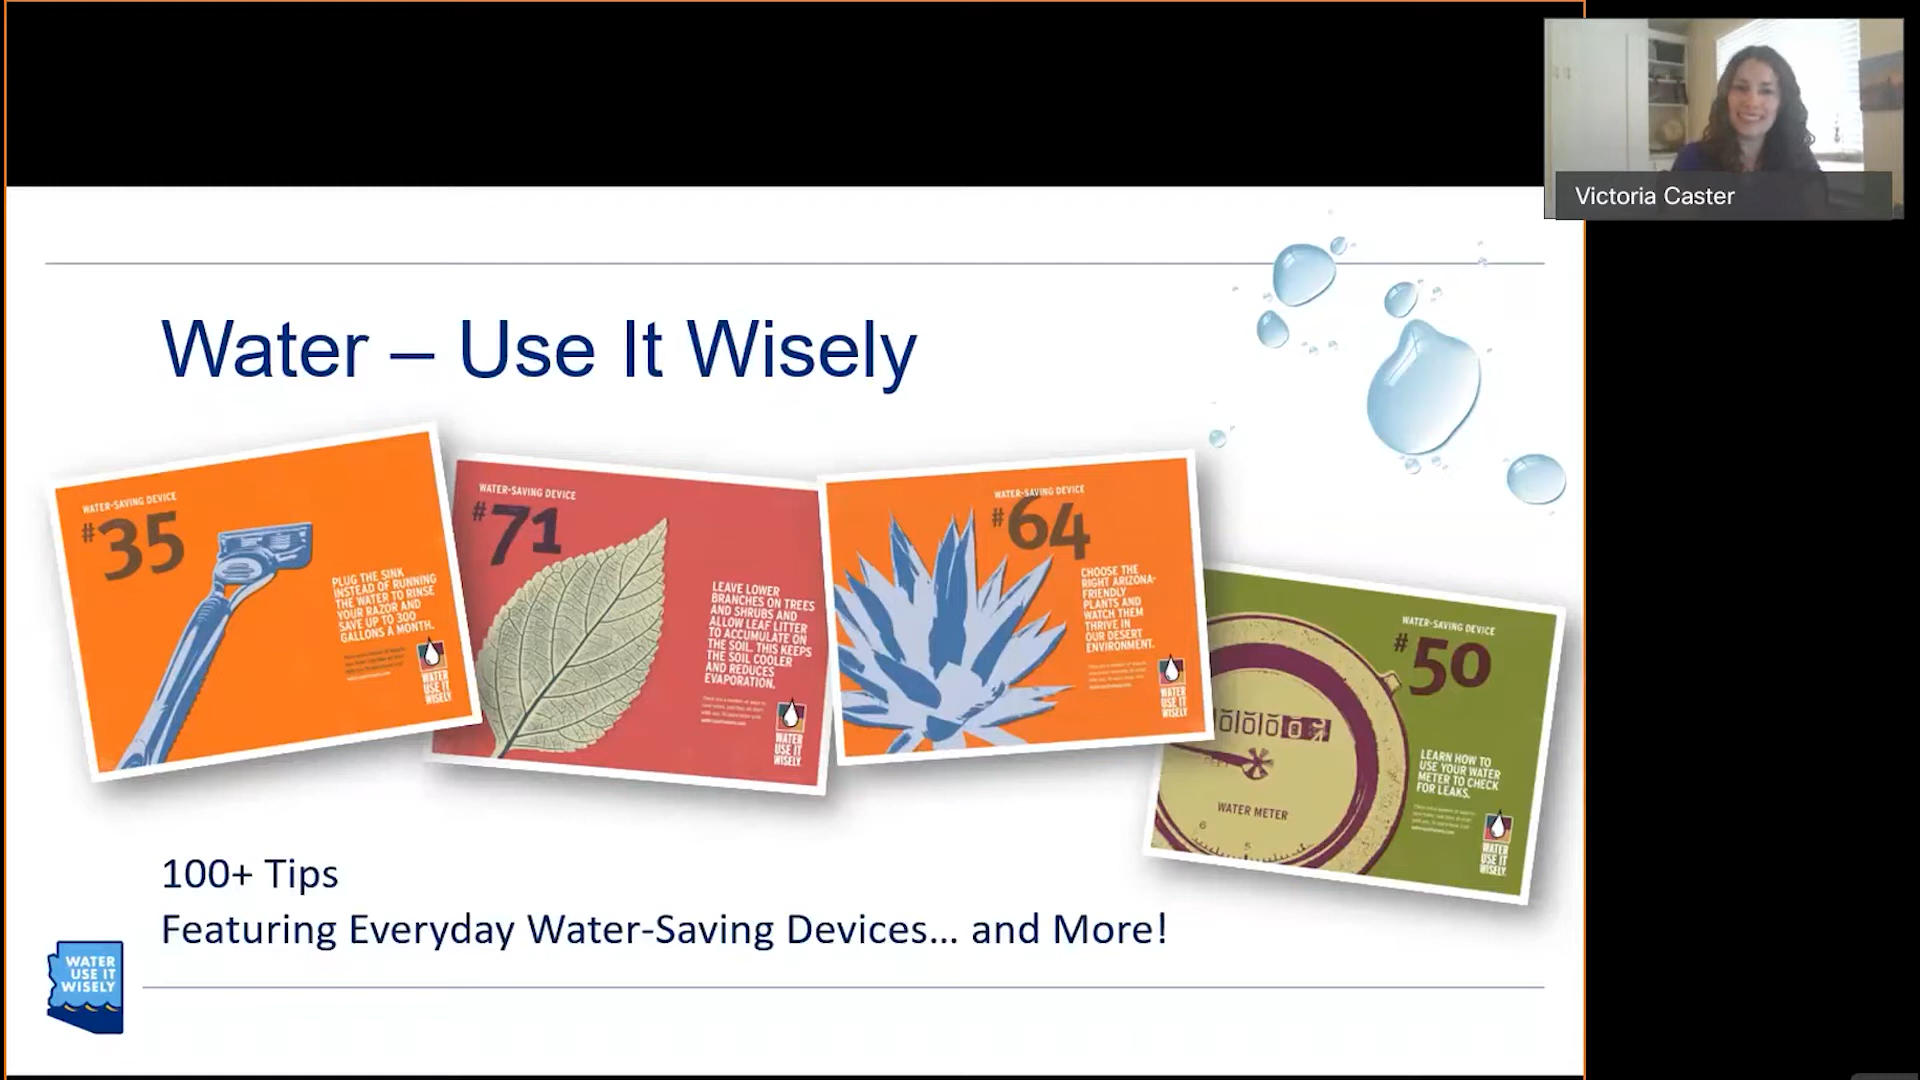 Victoria Caster
Water – Use It Wisely
WATER-SAVING DEVICE
#35
PLUG THE SINK
INSTEAD OF RUNNING
THE WATER TO RINSE
YOUR RAZOR AND
SAVE UP TO 300
GALLONS A MONTH.
WATER
USE IT
WISELY
WATER-SAVING DEVICE
#71
LEAVE LOWER
BRANCHES ON TREES
AND SHRUBS AND
ALLOW LEAF LITTER
TO ACCUMULATE ON
THE SOIL. THIS KEEPS
THE SOIL COOLER
AND REDUCES
EVAPORATION.
WATER
USE IT
WISELY.
WATER-SAVING DEVICE
#64
CHOOSE THE
RIGHT ARIZONA-
FRIENDLY
PLANTS AND
WATCH THEM
THRIVE IN
OUR DESERT
ENVIRONMENT.
WATER
USE IT
WISELY
WATER-SAVING DEVICE
#50
LEARN HOW TO
USE YOUR WATER
METER TO CHECK
FOR LEAKS.
WATER METER
6
5
WATER
USE IT
WISELY.
100+ Tips
Featuring Everyday Water-Saving Devices... and More!
WATER
USE IT
WISELY